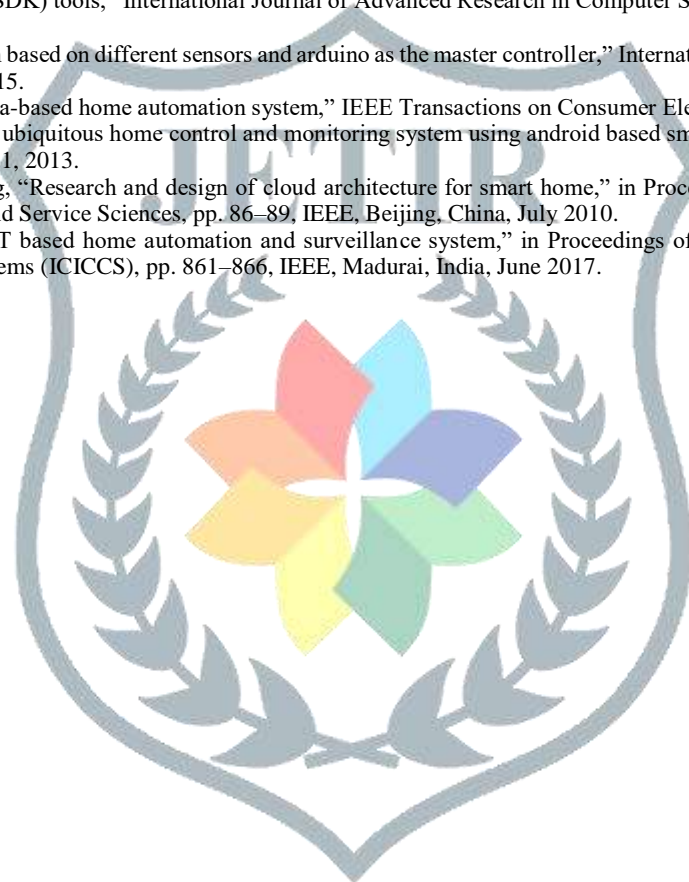 SDK) tools," International Journal of Advanced Research in Computer S
n based on different sensors and arduino as the master controller," Internat
15.
a-based home automation system," IEEE Transactions on Consumer Ele
ubiquitous home control and monitoring system using android based sm
1, 2013.
g, "Research and design of cloud architecture for smart home," in Proce
nd Service Sciences, pp. 86–89, IEEE, Beijing, China, July 2010.
T based home automation and surveillance system," in Proceedings of
ems (ICICCS), pp. 861–866, IEEE, Madurai, India, June 2017.
JETIR